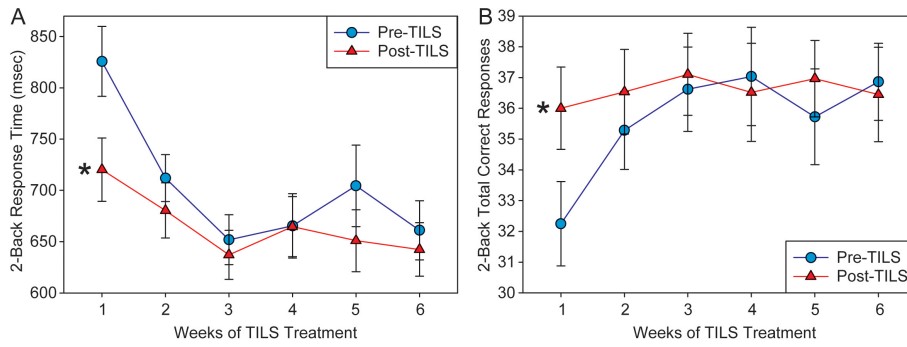 A
2-Back Response Time (msec)
850
800
750
700
650
600
Pre-TILS
Post-TILS
*
1 2 3 4 5 6
Weeks of TILS Treatment
B
2-Back Total Correct Responses
39
38
37
36
35
34
33
32
31
30
*
Pre-TILS
Post-TILS
1 2 3 4 5 6
Weeks of TILS Treatment